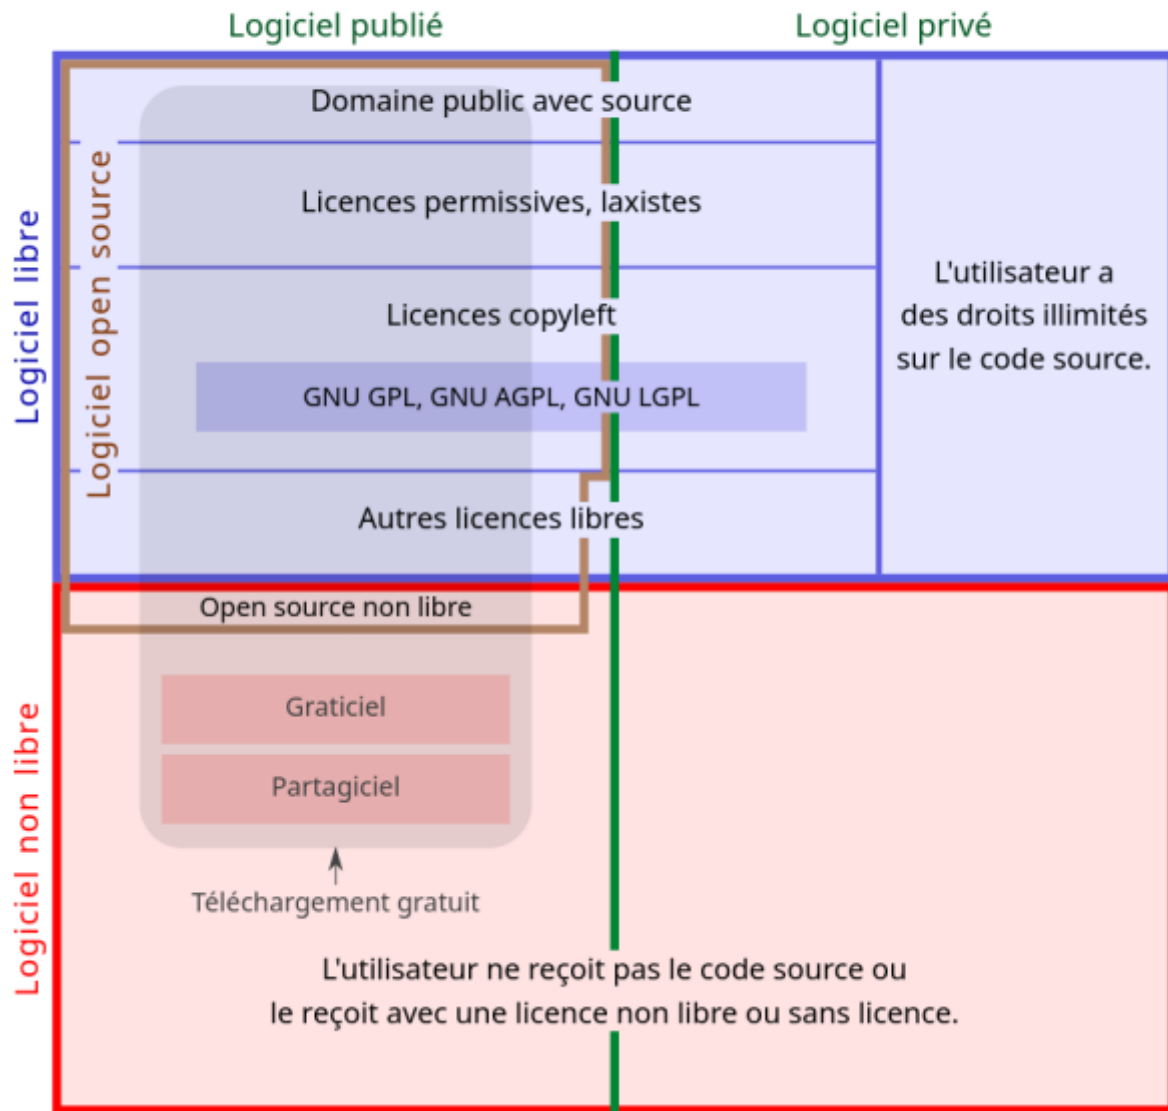 Logiciel publié
Logiciel privé
Logiciel libre
Logiciel open source
Domaine public avec source
Licences permissives, laxistes
L'utilisateur a
des droits illimités
sur le code source.
Licences copyleft
GNU GPL, GNU AGPL, GNU LGPL
Autres licences libres
Logiciel non libre
Open source non libre
Graticiel
Partagiciel
Téléchargement gratuit
L'utilisateur ne reçoit pas le code source ou
le reçoit avec une licence non libre ou sans licence.